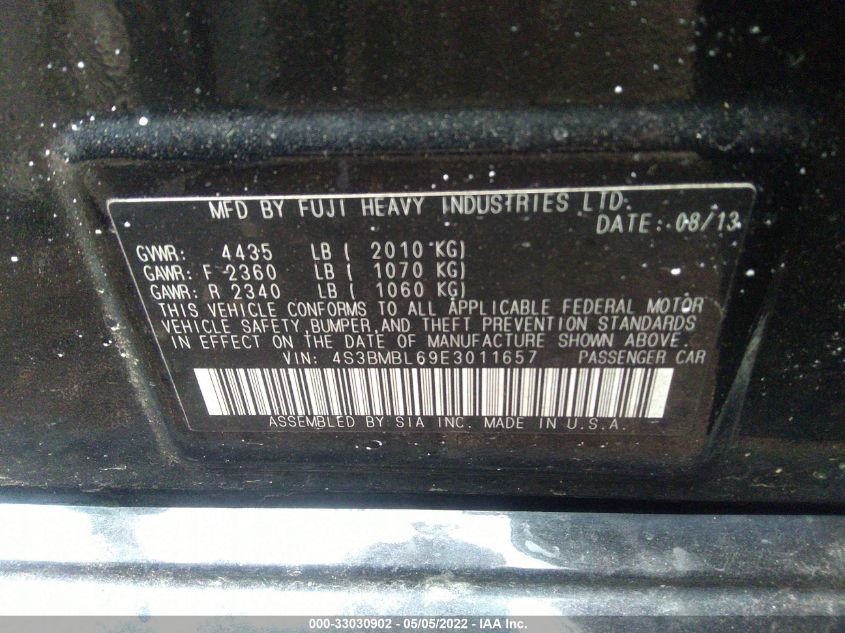 MFD BY FUJI HEAVY INDUSTRIES LTD.
DATE: 08/13
GVWR: 4435 LB ( 2010 KG)
GAWR: F 2360 LB ( 1070 KG)
GAWR: R 2340 LB ( 1060 KG)
THIS VEHICLE CONFORMS TO ALL APPLICABLE FEDERAL MOTOR
VEHICLE SAFETY, BUMPER, AND THEFT PREVENTION STANDARDS
IN EFFECT ON THE DATE OF MANUFACTURE SHOWN ABOVE.
VIN: 4S3BMBL69E3011657 PASSENGER CAR
ASSEMBLED BY SIA INC. MADE IN U.S.A.
000-33030902 - 05/05/2022 - IAA Inc.